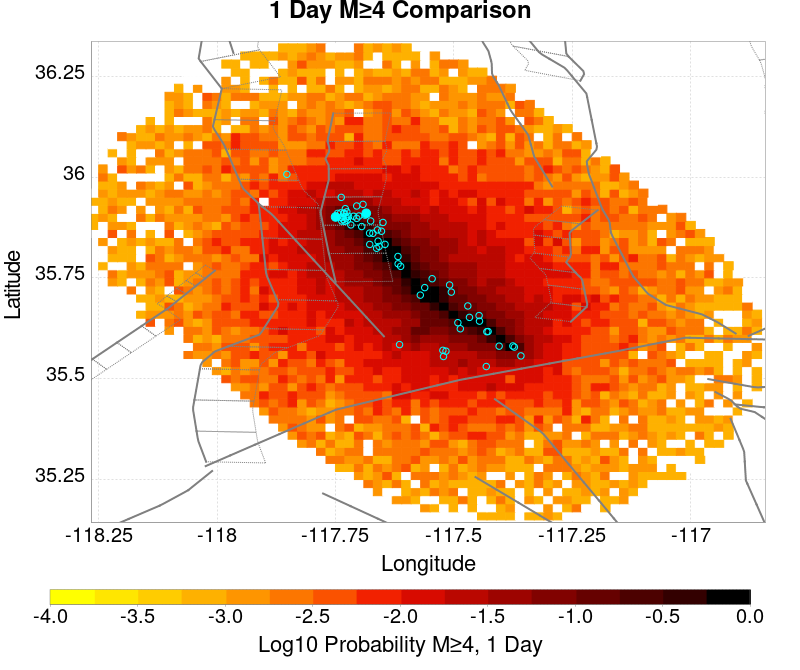 1 Day M≥4 Comparison
36.25
36
35.75
35.5
35.25
Latitude
-118.25 -118 -117.75 -117.5 -117.25 -117
Longitude
-4.0 -3.5 -3.0 -2.5 -2.0 -1.5 -1.0 -0.5 0.0
Log10 Probability M≥4, 1 Day